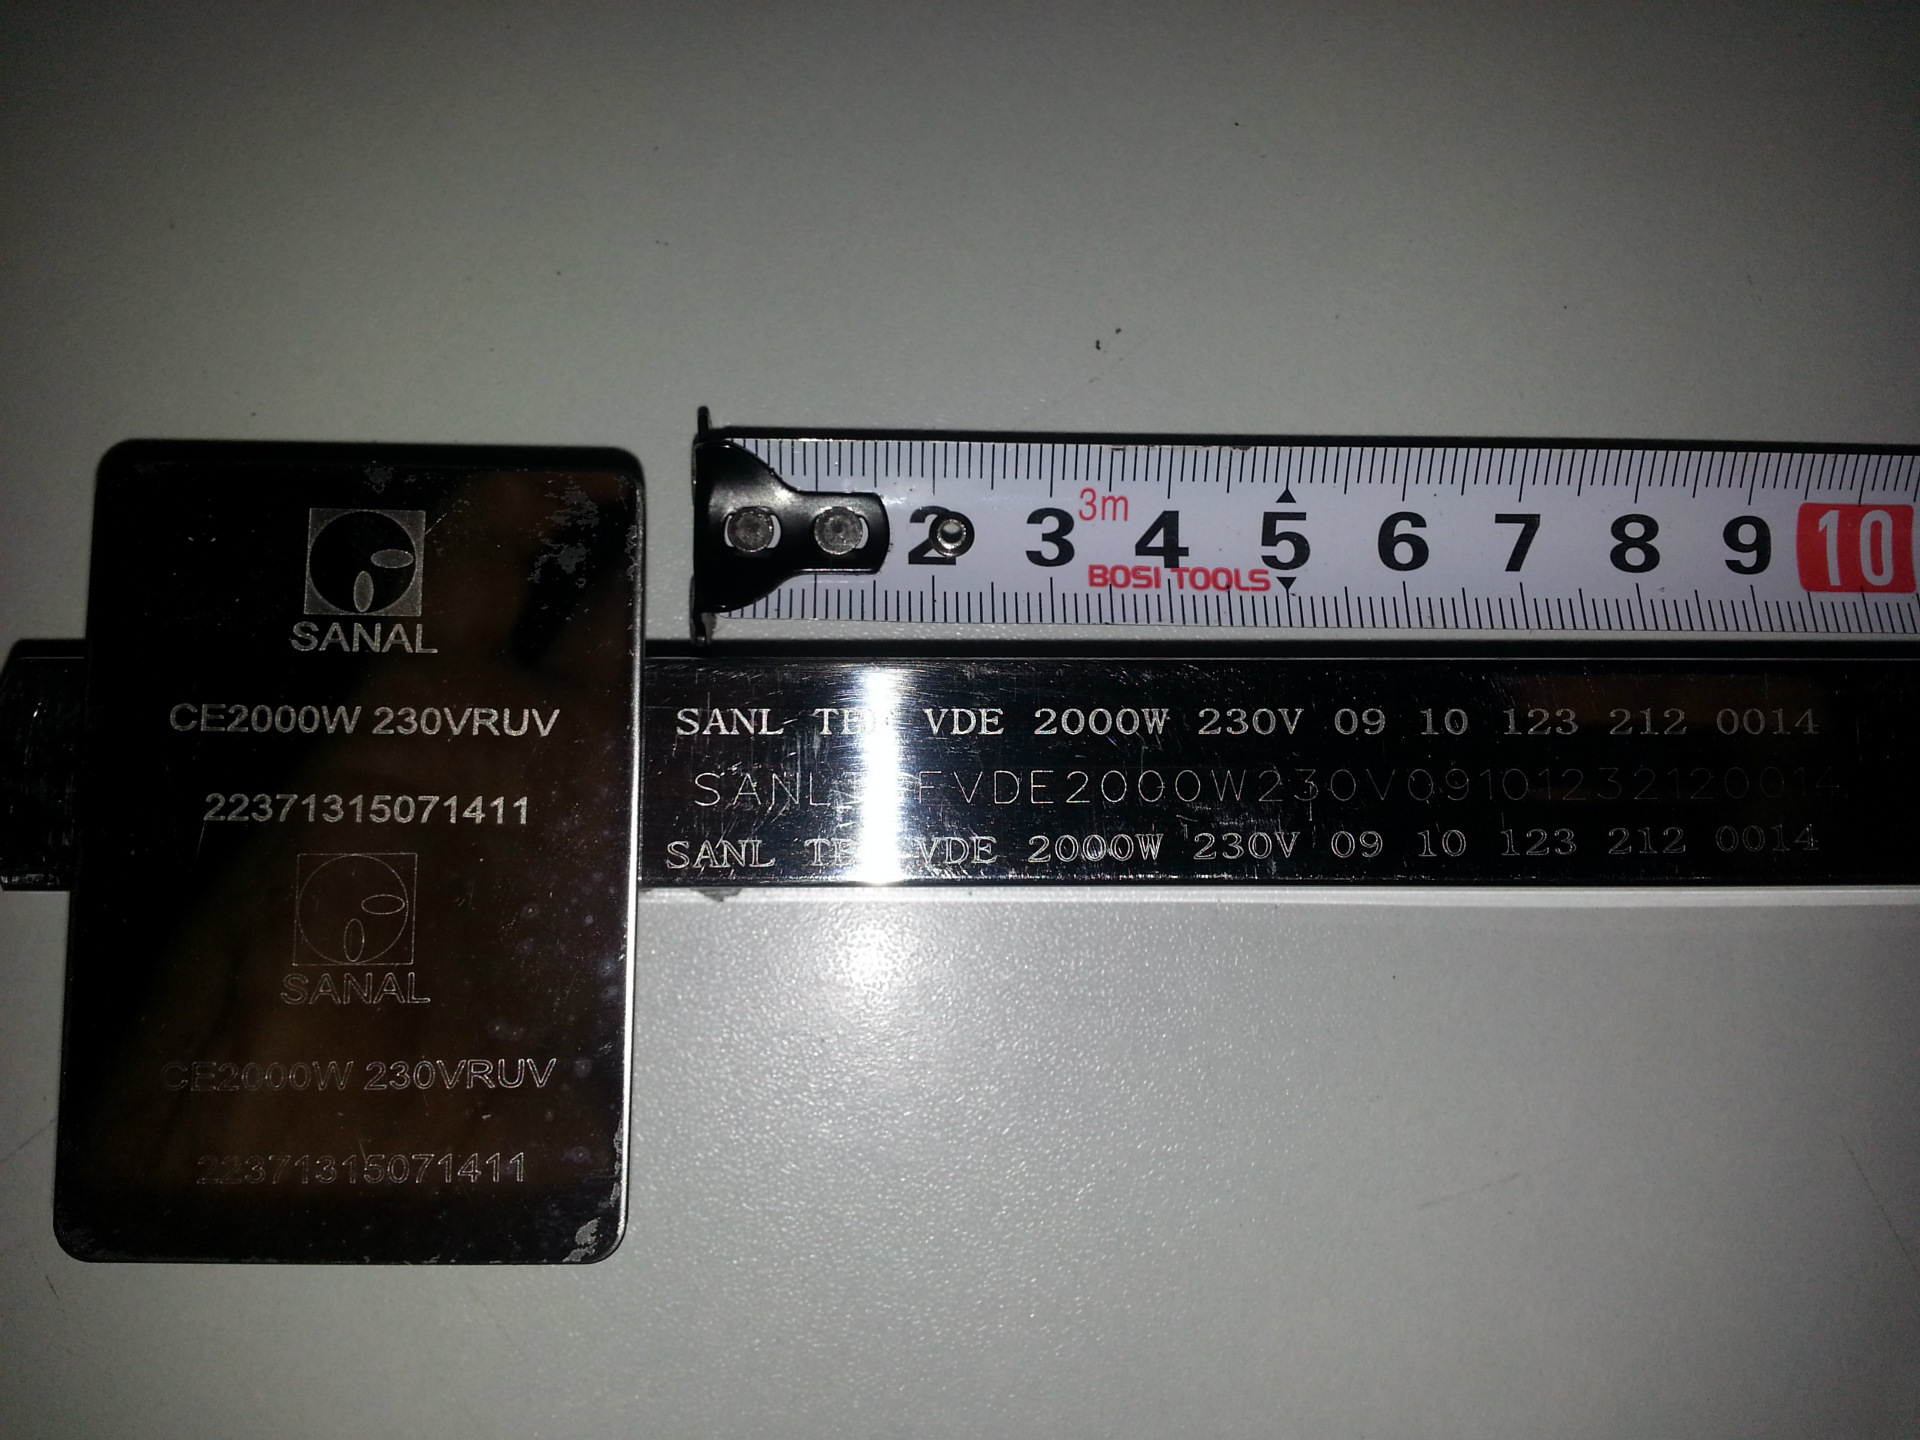 SANAL
CE2000W 230VRUV
22371315071411
SANAL
CE2000W 230VRUV
22371315071411
3m
2 3 4 5 6 7 8 9 10
BOSI TOOLS
SANL VDE 2000W 230V 09 10 123 212 0014
SANL VDE2000W230V09101232120014
SANL VDE 2000W 230V 09 10 123 212 0014